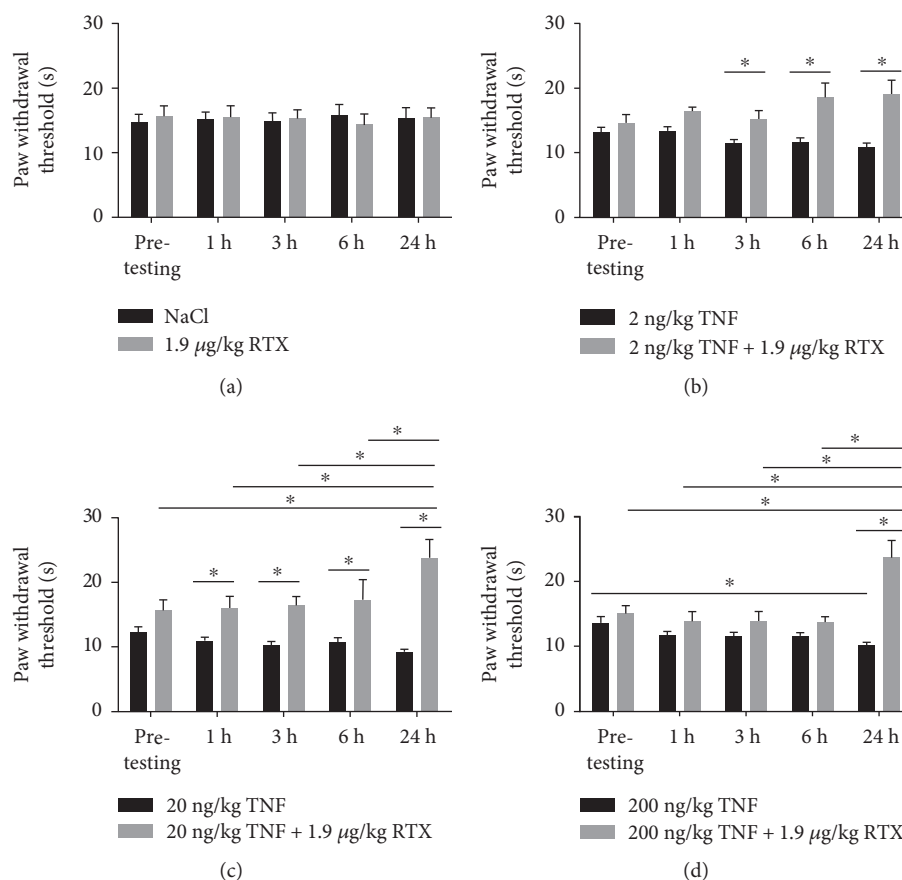 30
20
10
0
Paw withdrawal
threshold (s)
Pre-
testing
1 h
3 h
6 h
24 h
NaCl
1.9 μg/kg RTX
(a)
30
20
10
0
Paw withdrawal
threshold (s)
* * *
Pre-
testing
1 h
3 h
6 h
24 h
2 ng/kg TNF
2 ng/kg TNF + 1.9 μg/kg RTX
(b)
*
*
*
*
*
* * *
30
20
10
0
Paw withdrawal
threshold (s)
Pre-
testing
1 h
3 h
6 h
24 h
20 ng/kg TNF
20 ng/kg TNF + 1.9 μg/kg RTX
(c)
*
*
*
*
*
*
30
20
10
0
Paw withdrawal
threshold (s)
Pre-
testing
1 h
3 h
6 h
24 h
200 ng/kg TNF
200 ng/kg TNF + 1.9 μg/kg RTX
(d)